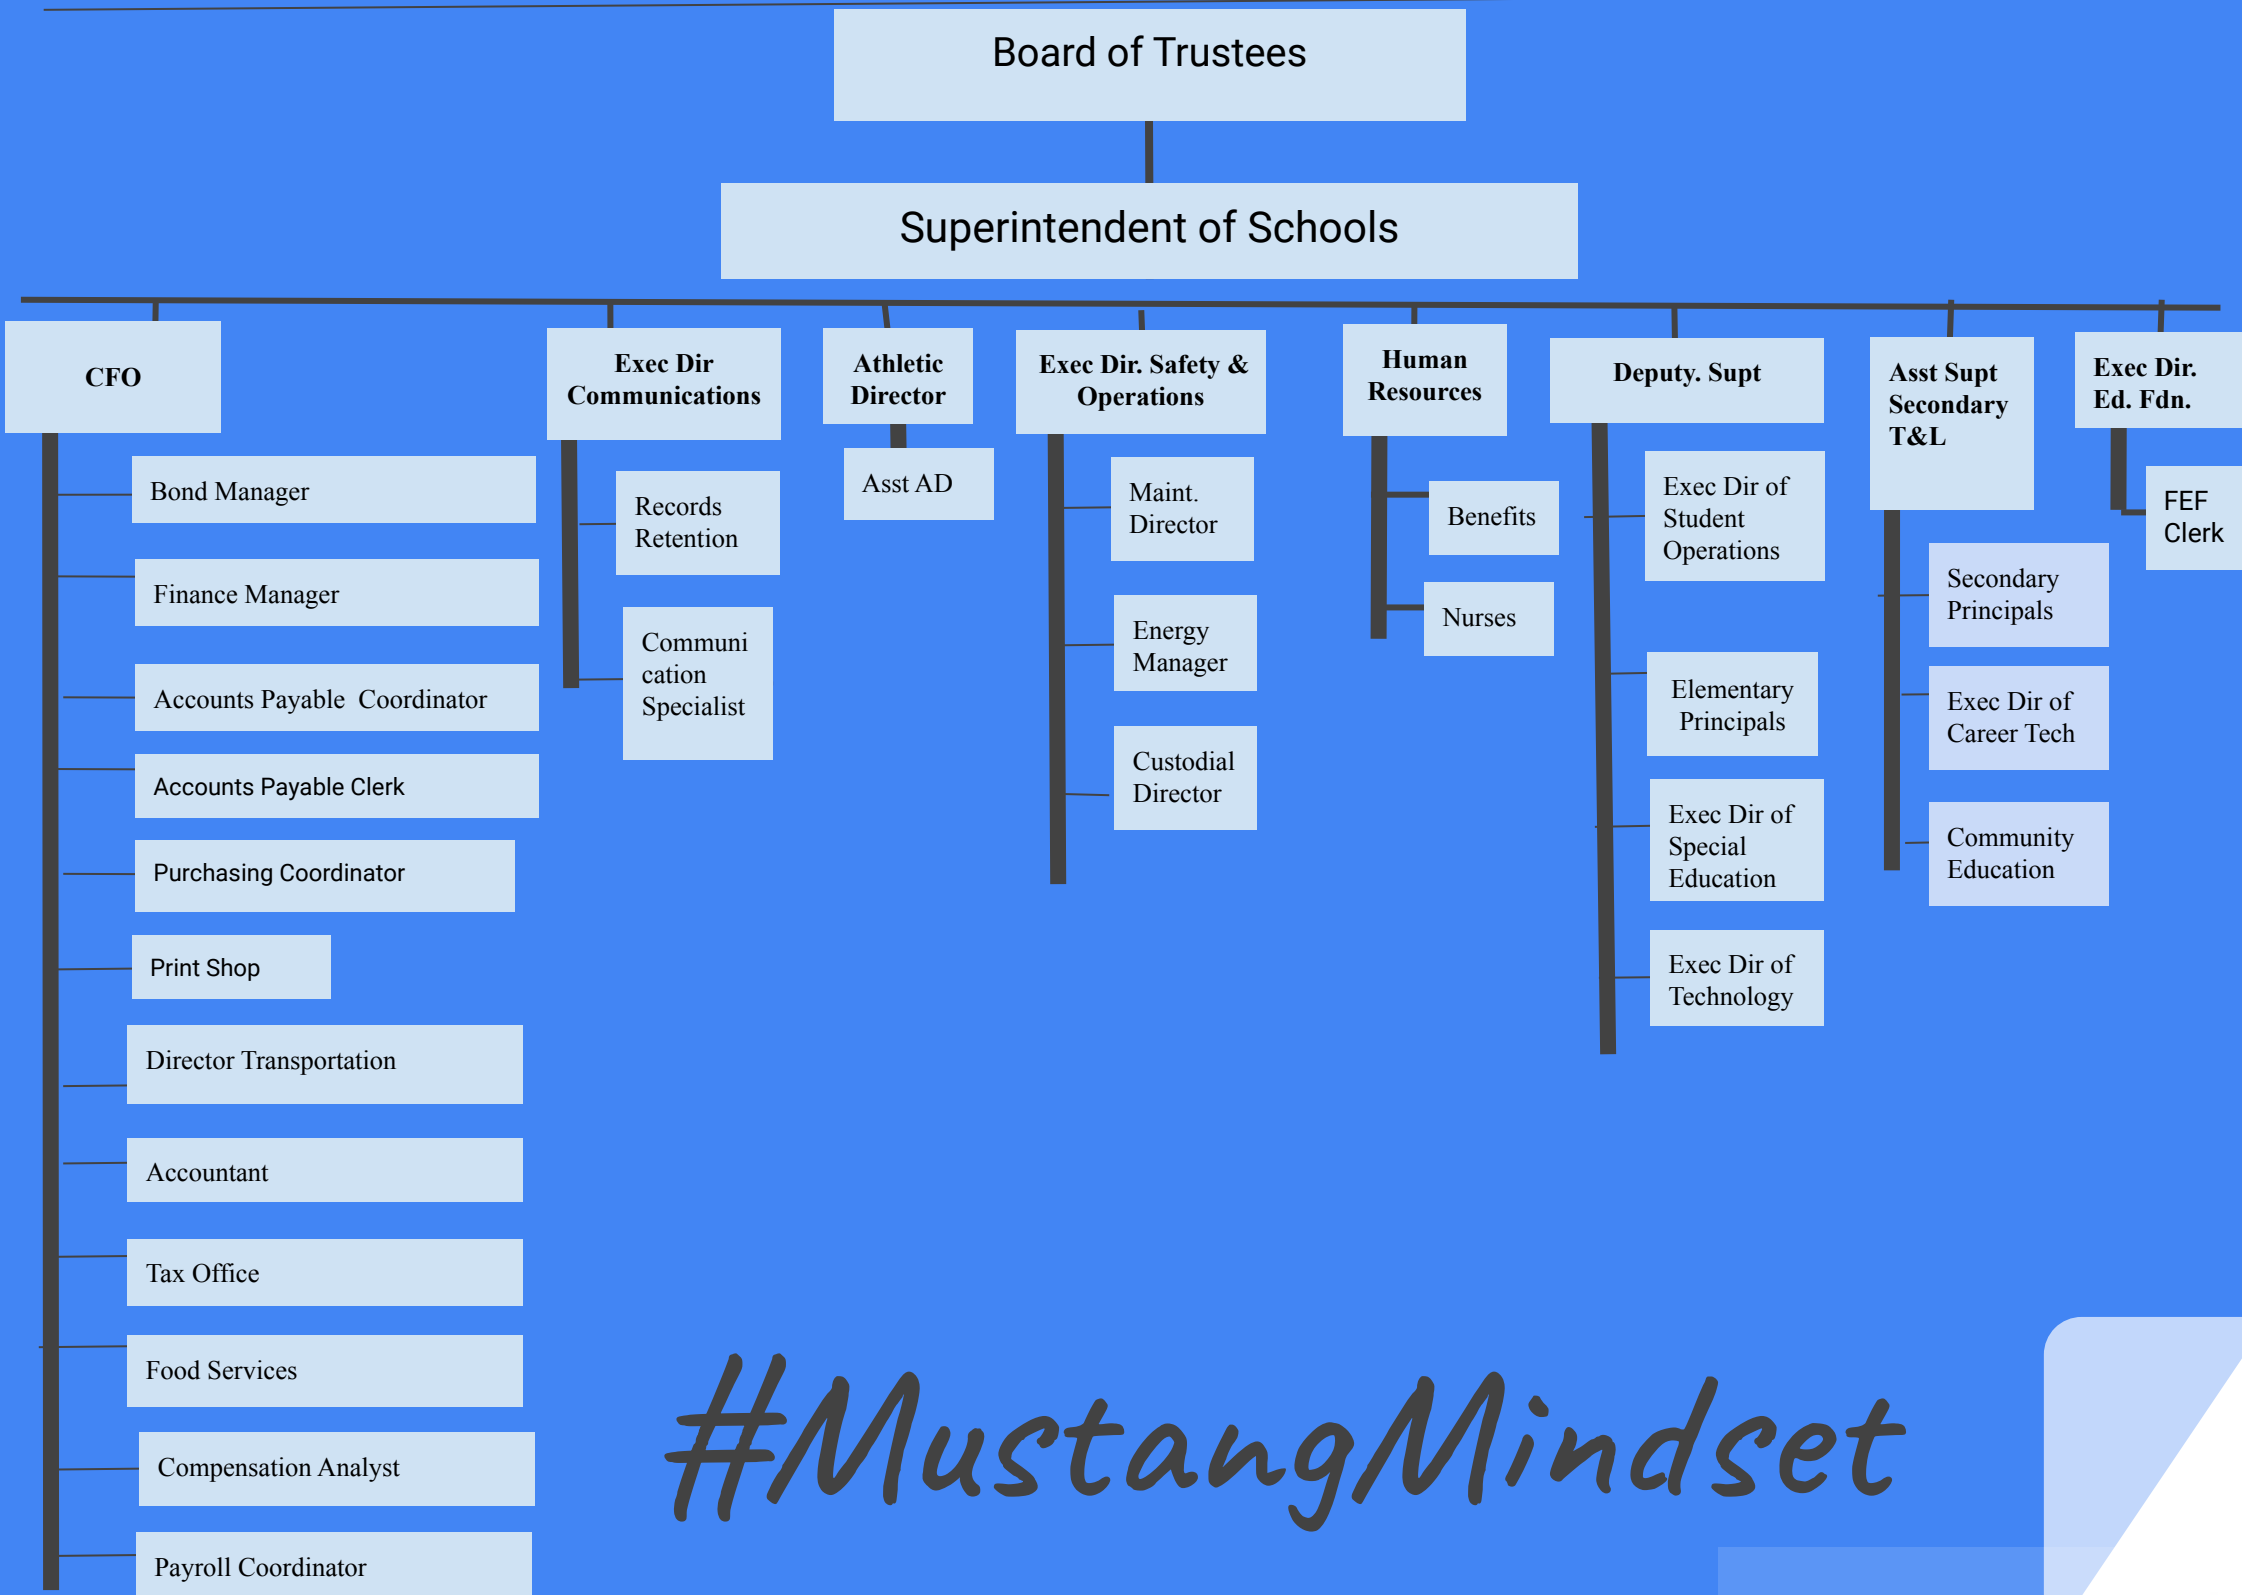 Board of Trustees
Superintendent of Schools
CFO
Bond Manager
Finance Manager
Accounts Payable  Coordinator
Accounts Payable Clerk
Purchasing Coordinator
Print Shop
Director Transportation
Accountant
Tax Office
Food Services
Compensation Analyst
Payroll Coordinator
Exec Dir
Communications
Records
Retention
Communi
cation
Specialist
Athletic
Director
Asst AD
Exec Dir. Safety &
Operations
Maint.
Director
Energy
Manager
Custodial
Director
Human
Resources
Benefits
Nurses
Deputy. Supt
Exec Dir of
Student
Operations
Elementary
Principals
Exec Dir of
Special
Education
Exec Dir of
Technology
Asst Supt
Secondary
T&L
Secondary
Principals
Exec Dir of
Career Tech
Community
Education
Exec Dir.
Ed. Fdn.
FEF
Clerk
#MustangMindset